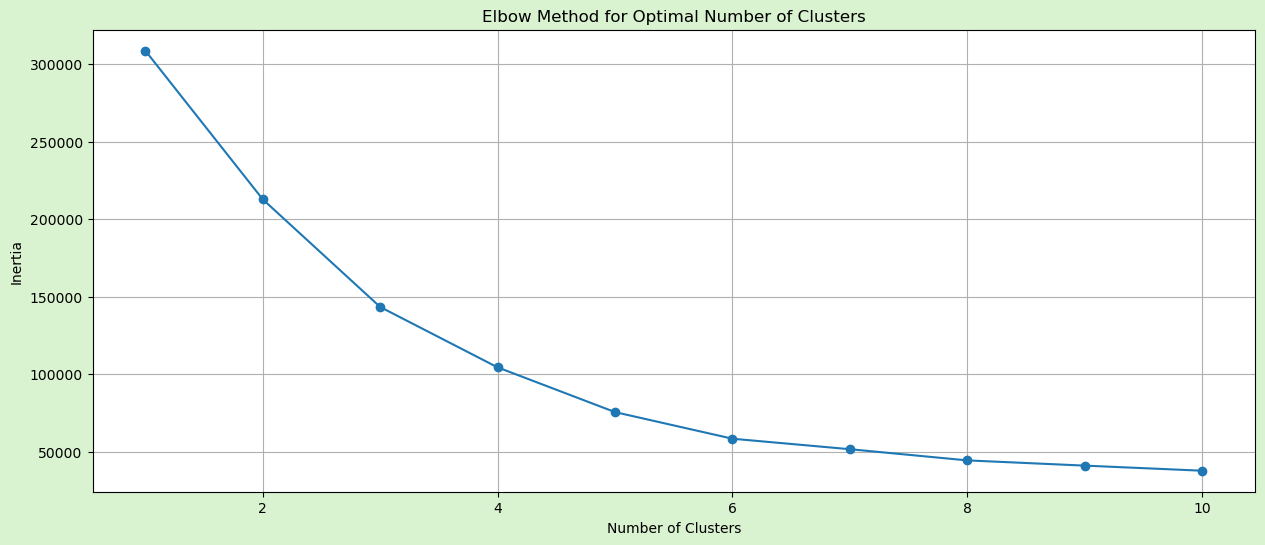 Elbow Method for Optimal Number of Clusters
300000
250000
200000
150000
100000
50000
Inertia
2 4 6 8 10
Number of Clusters